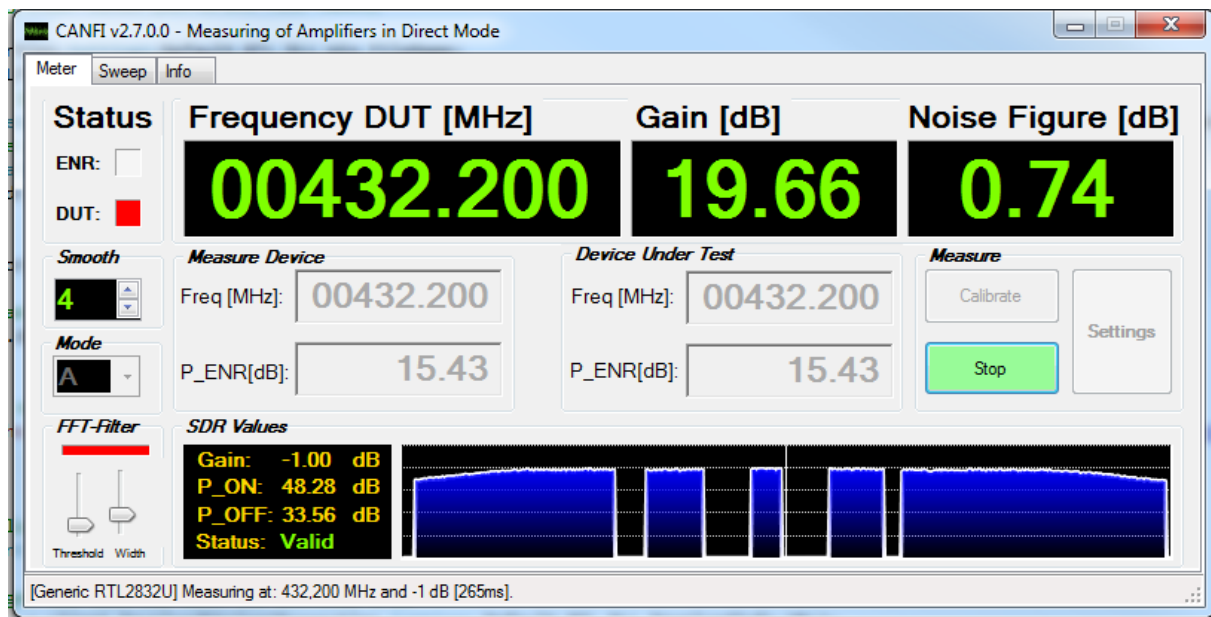 CANFI v2.7.0.0 - Measuring of Amplifiers in Direct Mode
Meter Sweep Info
Status
ENR:
DUT:
Frequency DUT [MHz]
00432.200
Gain [dB]
19.66
Noise Figure [dB]
0.74
Smooth
4
Mode
A
Measure Device
Freq [MHz]: 00432.200
P_ENR[dB]: 15.43
Device Under Test
Freq [MHz]: 00432.200
P_ENR[dB]: 15.43
Measure
Calibrate
Stop
Settings
FFT-Filter
Threshold Width
SDR Values
Gain: -1.00 dB
P_ON: 48.28 dB
P_OFF: 33.56 dB
Status: Valid
[Generic RTL2832U] Measuring at: 432,200 MHz and -1 dB [265ms].